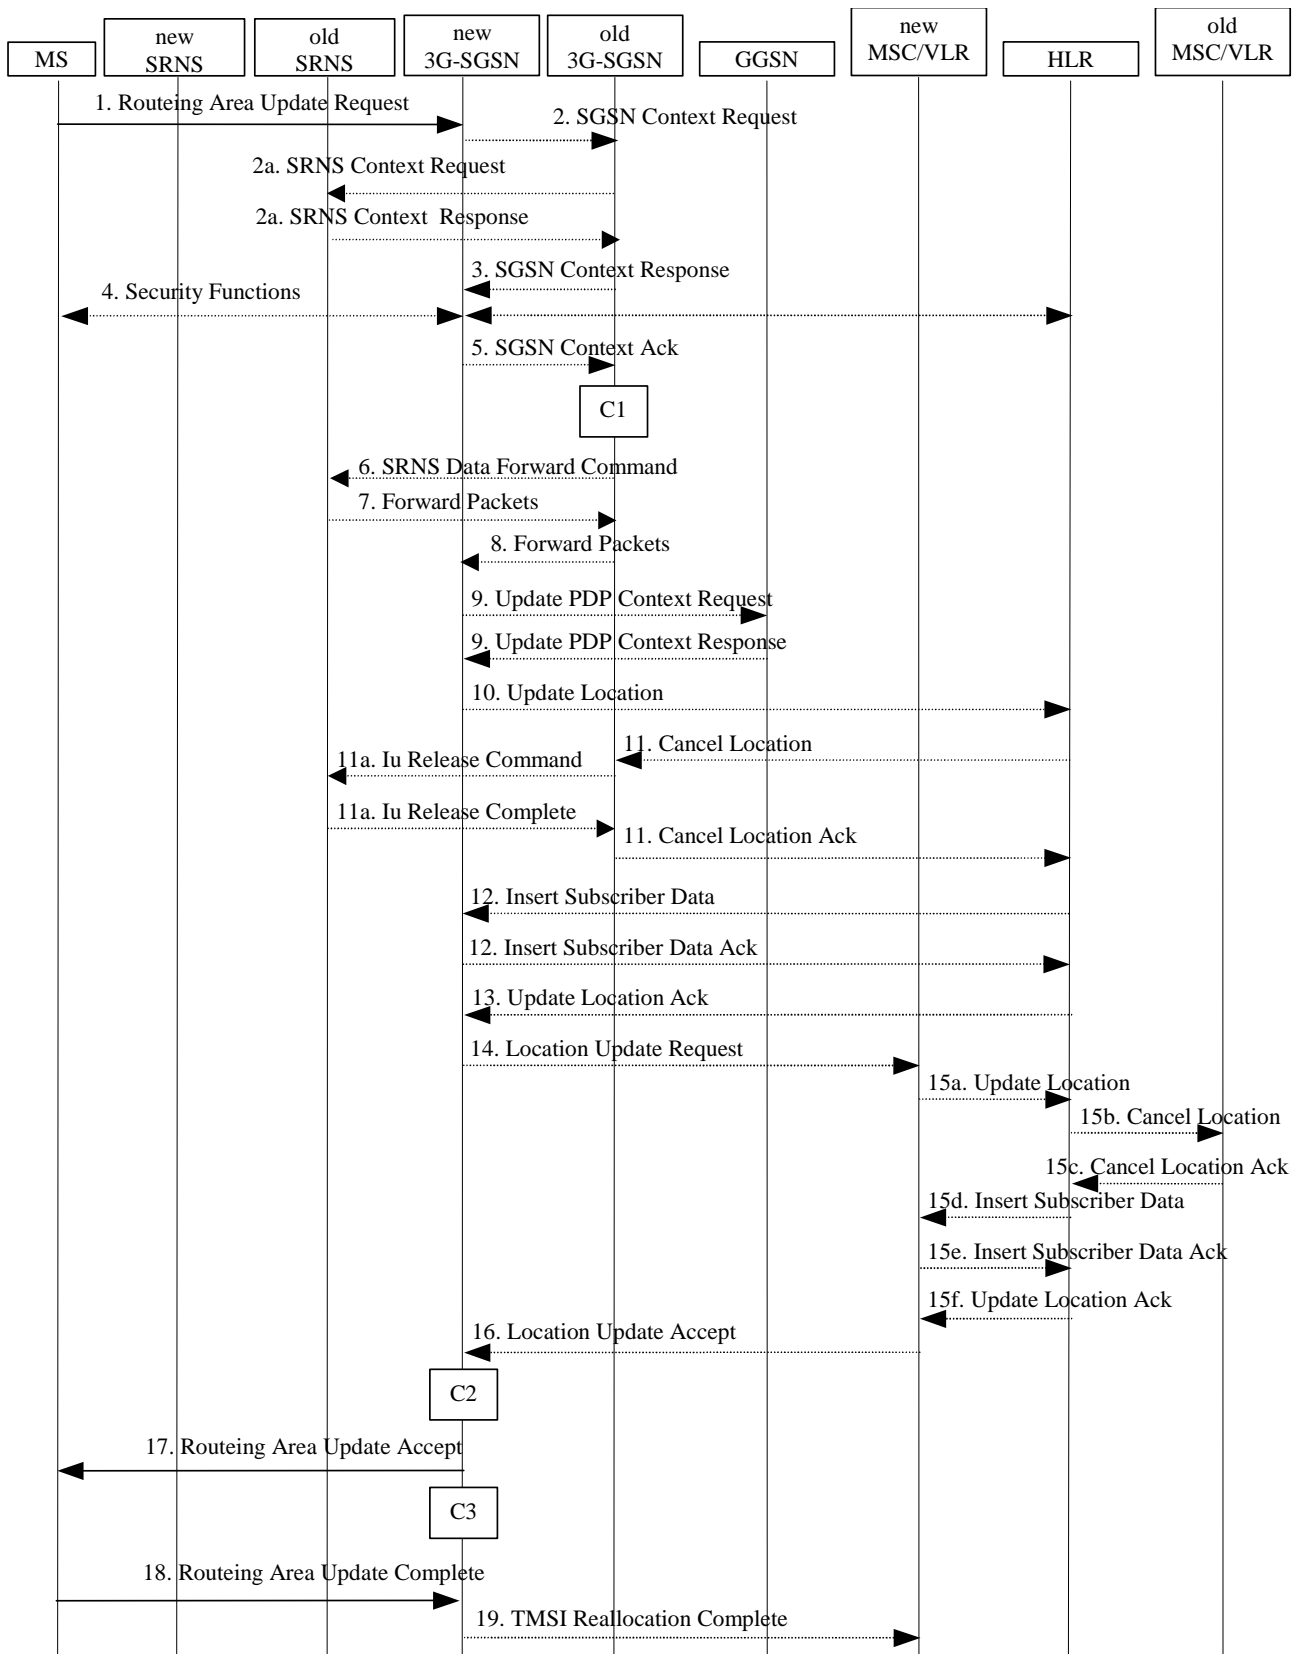 MS
new
SRNS
old
SRNS
new
3G-SGSN
old
3G-SGSN
GGSN
new
MSC/VLR
HLR
old
MSC/VLR
1. Routeing Area Update Request
2. SGSN Context Request
2a. SRNS Context Request
2a. SRNS Context Response
3. SGSN Context Response
4. Security Functions
5. SGSN Context Ack
C1
6. SRNS Data Forward Command
7. Forward Packets
8. Forward Packets
9. Update PDP Context Request
9. Update PDP Context Response
10. Update Location
11. Cancel Location
11a. Iu Release Command
11a. Iu Release Complete
11. Cancel Location Ack
12. Insert Subscriber Data
12. Insert Subscriber Data Ack
13. Update Location Ack
14. Location Update Request
15a. Update Location
15b. Cancel Location
15c. Cancel Location Ack
15d. Insert Subscriber Data
15e. Insert Subscriber Data Ack
15f. Update Location Ack
16. Location Update Accept
C2
17. Routeing Area Update Accept
C3
18. Routeing Area Update Complete
19. TMSI Reallocation Complete